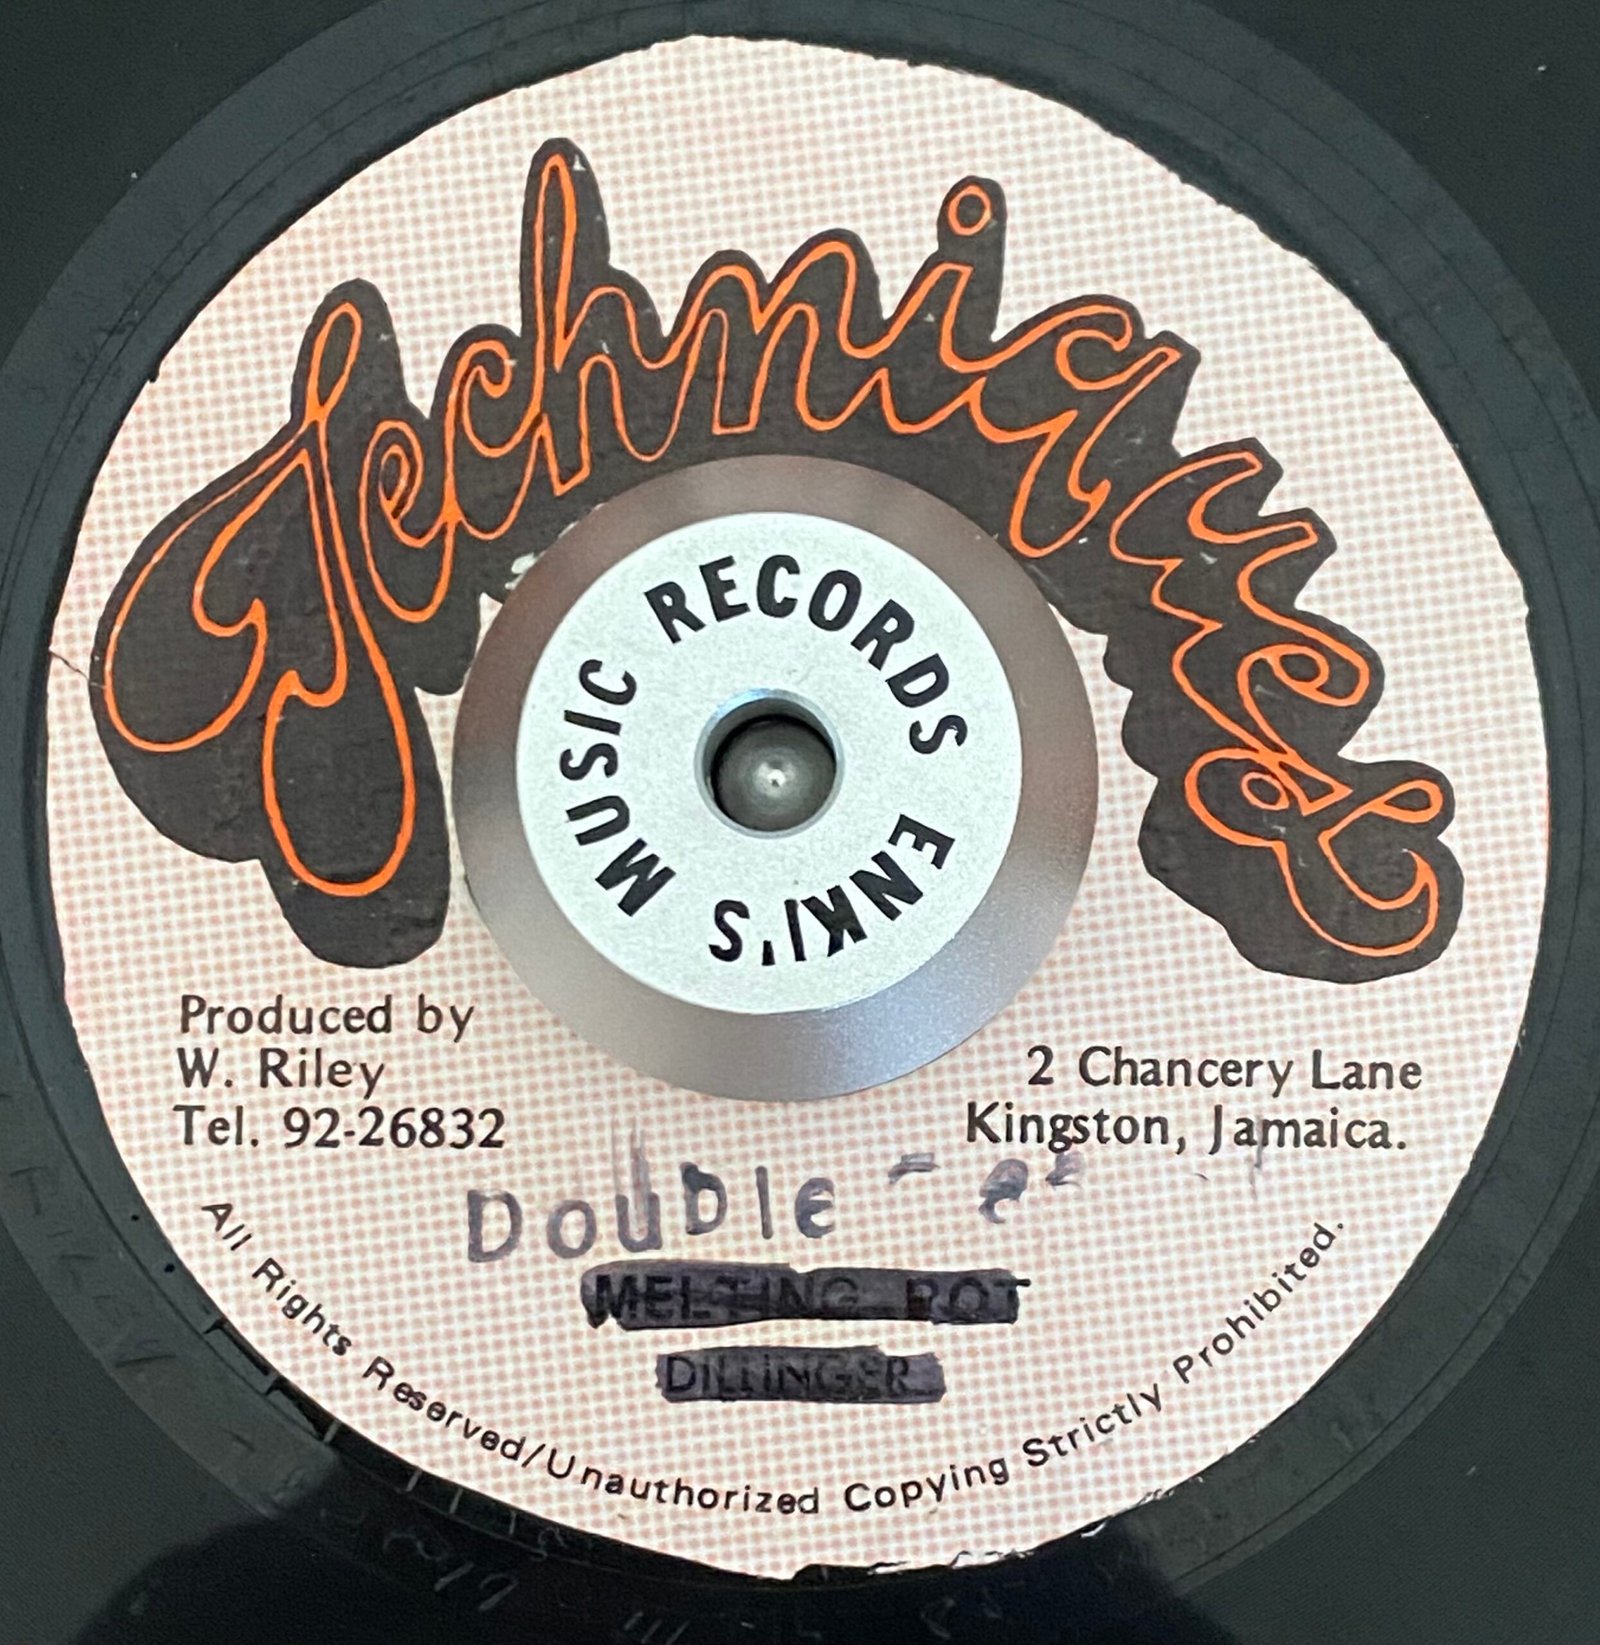 Techniques
RECORDS
ENKI'S MUSIC
Produced by
W. Riley
Tel. 92-26832
2 Chancery Lane
Kingston, Jamaica.
DOUBLE - e
MELTING POT
DILLINGER
All Rights Reserved/Unauthorized Copying Strictly Prohibited.